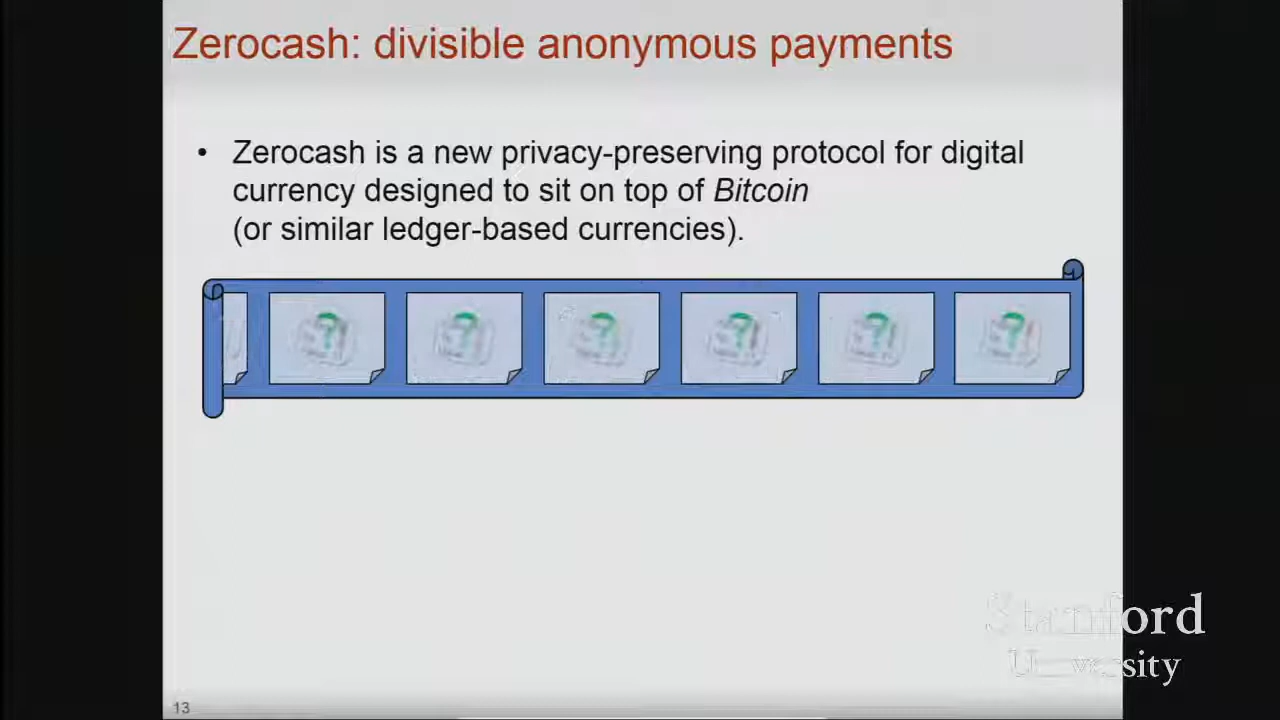 Zerocash: divisible anonymous payments
• Zerocash is a new privacy-preserving protocol for digital
currency designed to sit on top of Bitcoin
(or similar ledger-based currencies).
?
?
?
?
?
?
Stanford
University
13